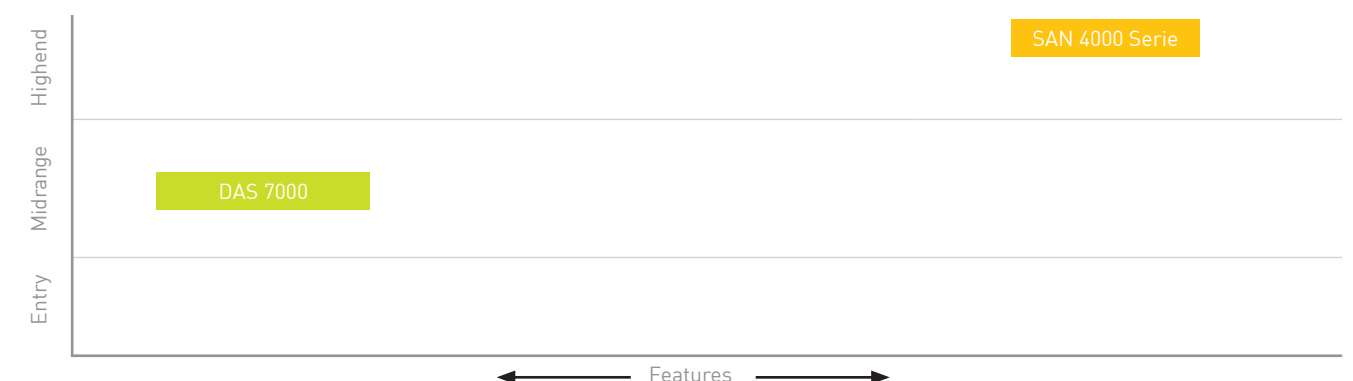 Highend
SAN 4000 Serie
Midrange
DAS 7000
Entry
Features